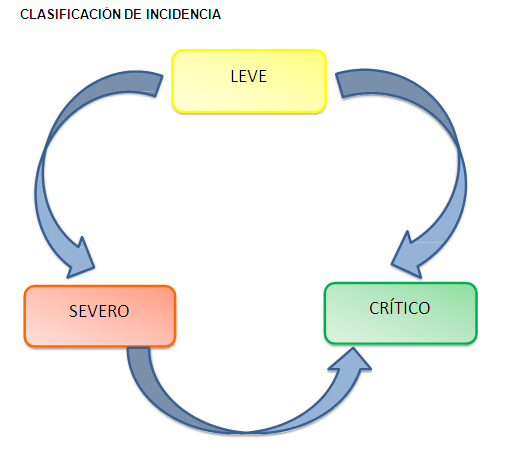 CLASIFICACIÓN DE INCIDENCIA
LEVE
SEVERO
CRÍTICO